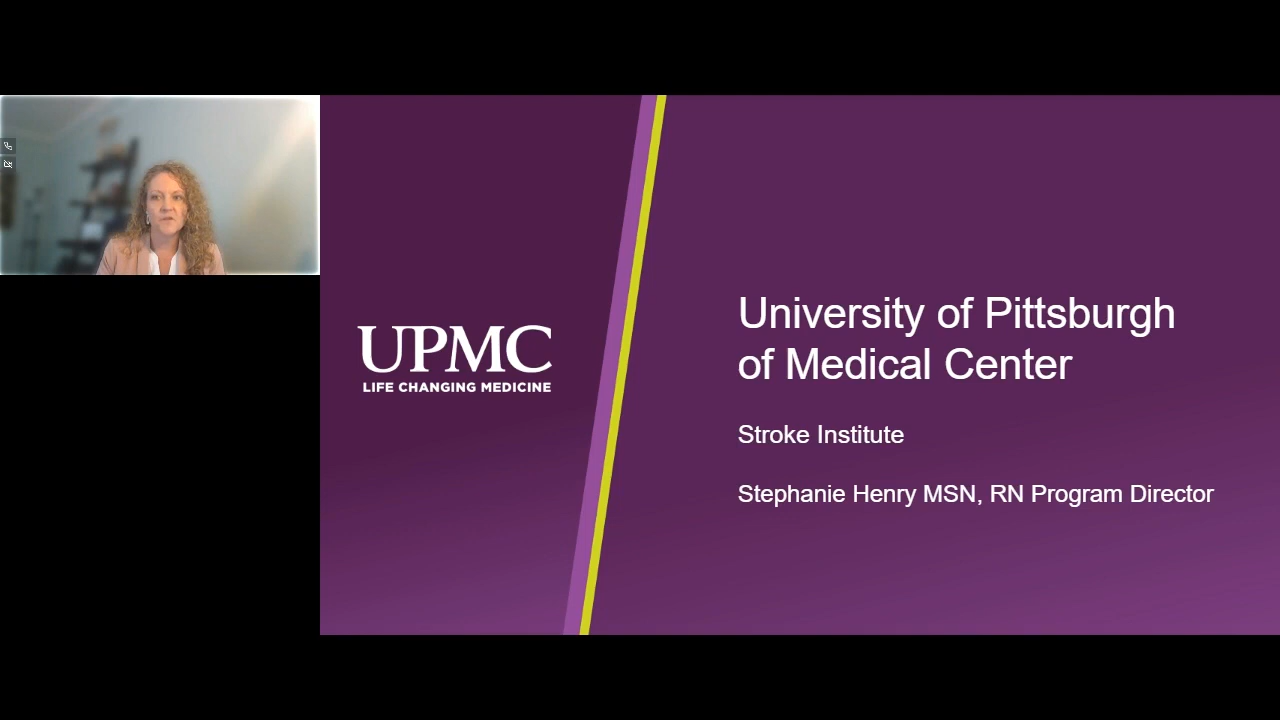 UPMC
LIFE CHANGING MEDICINE
University of Pittsburgh
of Medical Center
Stroke Institute
Stephanie Henry MSN, RN Program Director